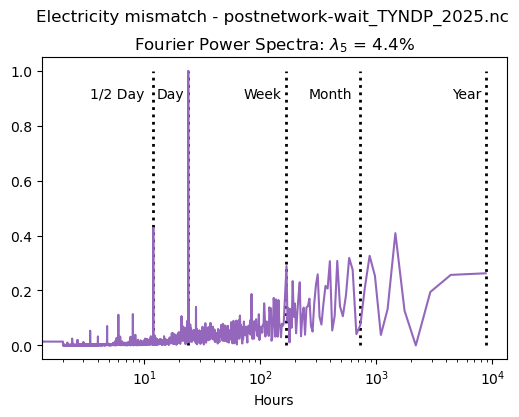 Electricity mismatch - postnetwork-wait_TYNDP_2025.nc
Fourier Power Spectra: λ₅ = 4.4%
1.0
1/2 Day
Day
Week
Month
Year
0.8
0.6
0.4
0.2
0.0
10¹
10²
10³
10⁴
Hours